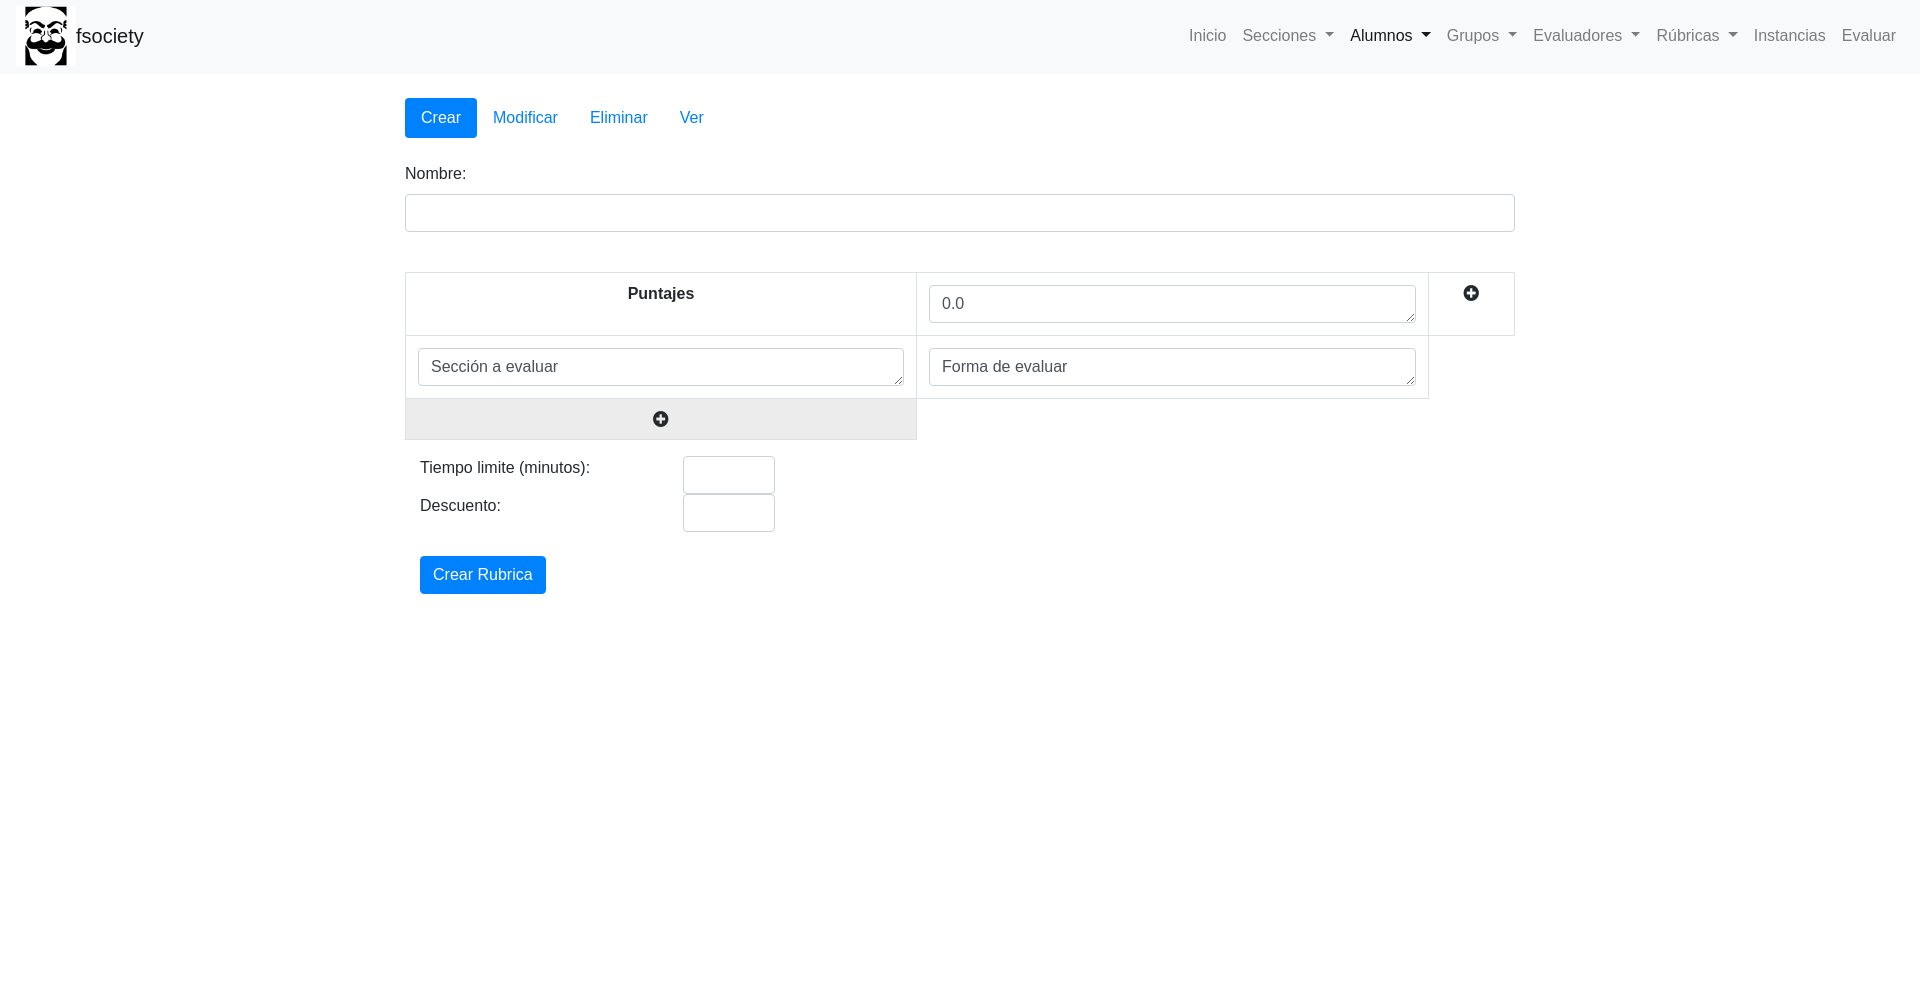 fsociety
Inicio Secciones Alumnos Grupos Evaluadores Rúbricas Instancias Evaluar
Crear Modificar Eliminar Ver
Nombre:
Puntajes 0.0
Sección a evaluar Forma de evaluar
Tiempo limite (minutos):
Descuento:
Crear Rubrica